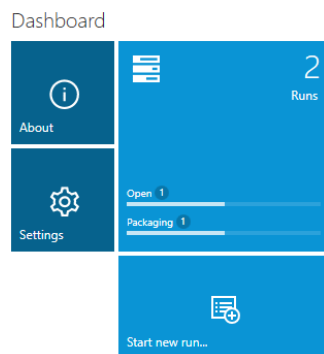 Dashboard
About
Settings
2
Runs
Open 1
Packaging 1
Start new run...